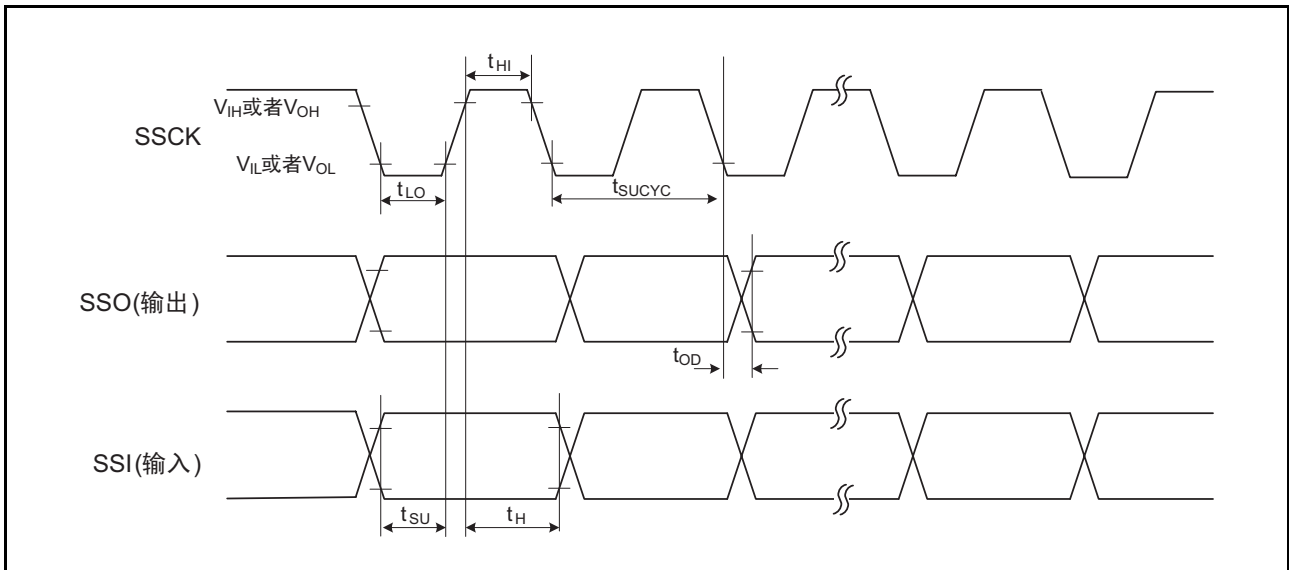 tHI
VIH或者VOH
SSCK
VIL或者VOL
tLO
tSUCYC
SSO(输出)
tOD
SSI(输入)
tSU
tH